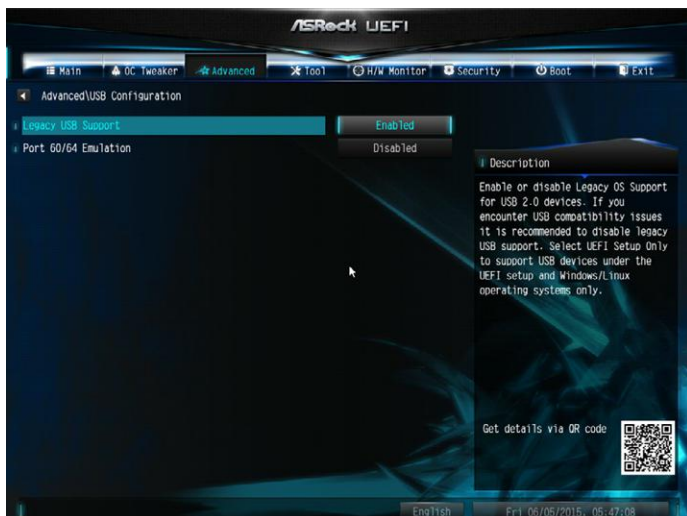 ASRock UEFI
Main OC Tweaker Advanced Tool H/W Monitor Security Boot Exit
Advanced\USB Configuration
Legacy USB Support Enabled
Port 60/64 Emulation Disabled
Description
Enable or disable Legacy OS Support
for USB 2.0 devices. If you
encounter USB compatibility issues
it is recommended to disable legacy
USB support. Select UEFI Setup Only
to support USB devices under the
UEFI setup and Windows/Linux
operating systems only.
Get details via QR code
English Fri 06/05/2015, 05:47:08